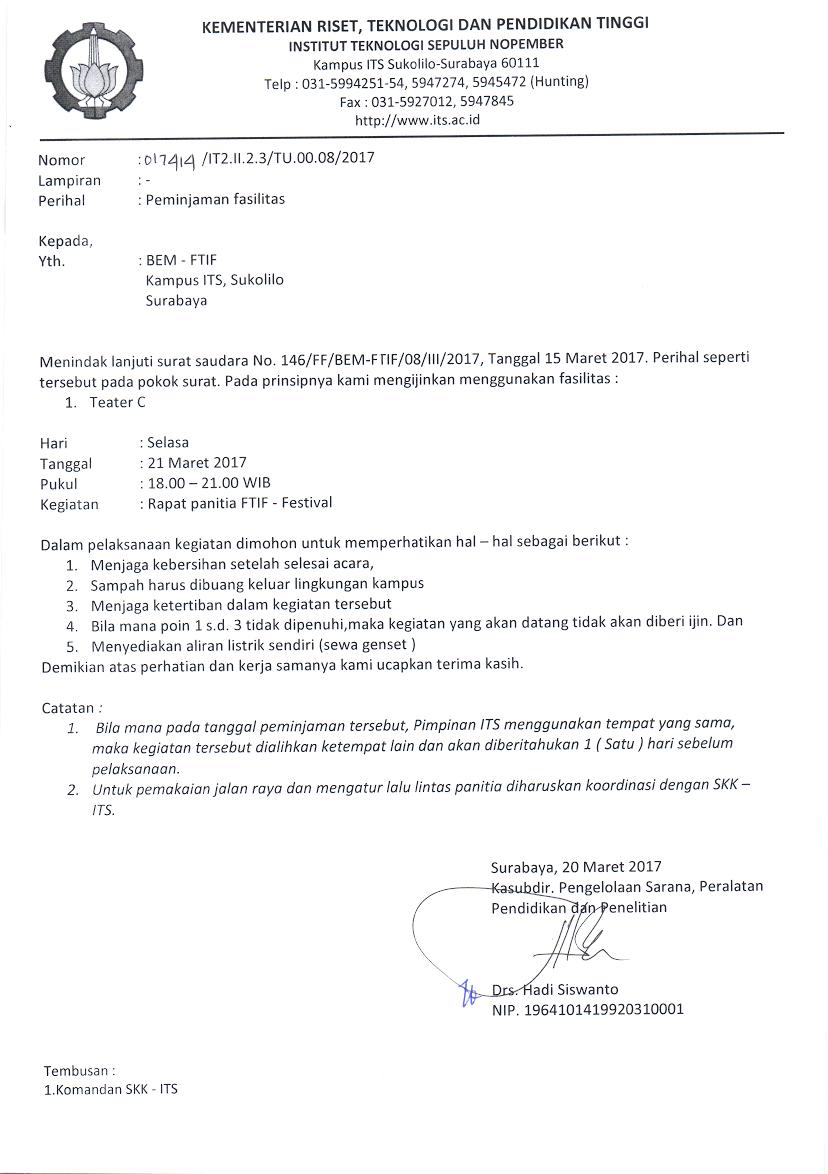 KEMENTERIAN RISET, TEKNOLOGI DAN PENDIDIKAN TINGGI
INSTITUT TEKNOLOGI SEPULUH NOPEMBER
Kampus ITS Sukolilo-Surabaya 60111
Telp : 031-5994251-54, 5947274, 5945472 (Hunting)
Fax : 031-5927012, 5947845
http://www.its.ac.id
Nomor : 017414 /IT2.II.2.3/TU.00.08/2017
Lampiran : -
Perihal : Peminjaman fasilitas
Kepada,
Yth. : BEM - FTIF
Kampus ITS, Sukolilo
Surabaya
Menindak lanjuti surat saudara No. 146/FF/BEM-FTIF/08/III/2017, Tanggal 15 Maret 2017. Perihal seperti
tersebut pada pokok surat. Pada prinsipnya kami mengijinkan menggunakan fasilitas :
1. Teater C
Hari : Selasa
Tanggal : 21 Maret 2017
Pukul : 18.00 – 21.00 WIB
Kegiatan : Rapat panitia FTIF - Festival
Dalam pelaksanaan kegiatan dimohon untuk memperhatikan hal – hal sebagai berikut :
1. Menjaga kebersihan setelah selesai acara,
2. Sampah harus dibuang keluar lingkungan kampus
3. Menjaga ketertiban dalam kegiatan tersebut
4. Bila mana poin 1 s.d. 3 tidak dipenuhi,maka kegiatan yang akan datang tidak akan diberi ijin. Dan
5. Menyediakan aliran listrik sendiri (sewa genset )
Demikian atas perhatian dan kerja samanya kami ucapkan terima kasih.
Catatan :
1. Bila mana pada tanggal peminjaman tersebut, Pimpinan ITS menggunakan tempat yang sama,
maka kegiatan tersebut dialihkan ketempat lain dan akan diberitahukan 1 ( Satu ) hari sebelum
pelaksanaan.
2. Untuk pemakaian jalan raya dan mengatur lalu lintas panitia diharuskan koordinasi dengan SKK –
ITS.
Surabaya, 20 Maret 2017
Kasubdir. Pengelolaan Sarana, Peralatan
Pendidikan dan Penelitian
Drs. Hadi Siswanto
NIP. 1964101419920310001
Tembusan :
1.Komandan SKK - ITS